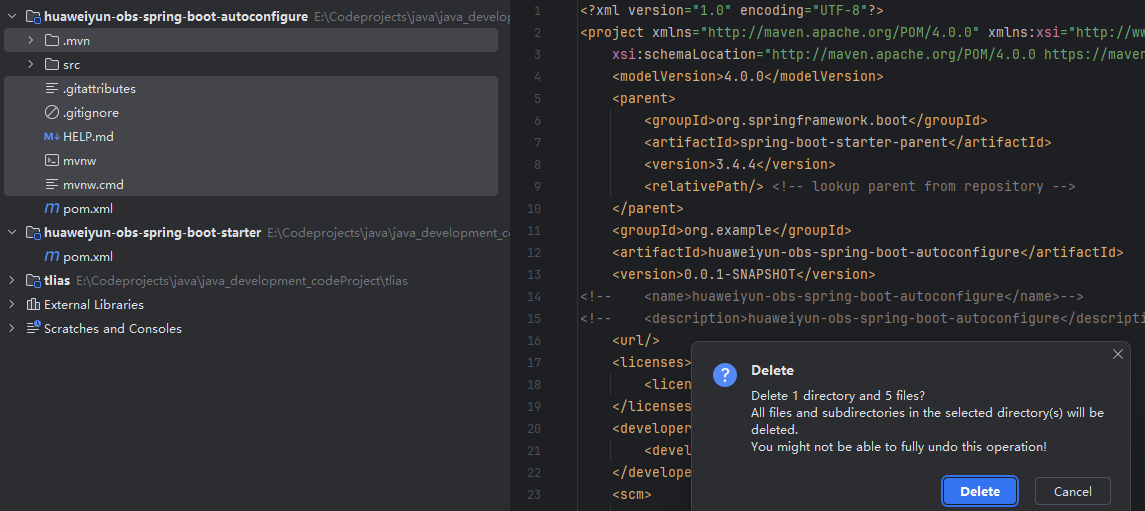 huaweiyun-obs-spring-boot-autoconfigure E:\Codeprojects\java\java_develop
.mvn
src
.gitattributes
.gitignore
HELP.md
mvnw
mvnw.cmd
pom.xml
huaweiyun-obs-spring-boot-starter E:\Codeprojects\java\java_development_co
pom.xml
tlias E:\Codeprojects\java\java_development_codeProject\tlias
External Libraries
Scratches and Consoles
1 <?xml version="1.0" encoding="UTF-8"?>
2 <project xmlns="http://maven.apache.org/POM/4.0.0" xmlns:xsi="http://ww
3 xsi:schemaLocation="http://maven.apache.org/POM/4.0.0 https://maven
4 <modelVersion>4.0.0</modelVersion>
5 <parent>
6 <groupId>org.springframework.boot</groupId>
7 <artifactId>spring-boot-starter-parent</artifactId>
8 <version>3.4.4</version>
9 <relativePath/> <!-- lookup parent from repository -->
10 </parent>
11 <groupId>org.example</groupId>
12 <artifactId>huaweiyun-obs-spring-boot-autoconfigure</artifactId>
13 <version>0.0.1-SNAPSHOT</version>
14 <!-- <name>huaweiyun-obs-spring-boot-autoconfigure</name>-->
15 <!-- <description>huaweiyun-obs-spring-boot-autoconfigure</descripti
16 <url/>
17 <licenses>
18 <licen
19 </licenses
20 <developer
21 <devel
22 </develope
23 <scm>
Delete
Delete 1 directory and 5 files?
All files and subdirectories in the selected directory(s) will be
deleted.
You might not be able to fully undo this operation!
Delete
Cancel